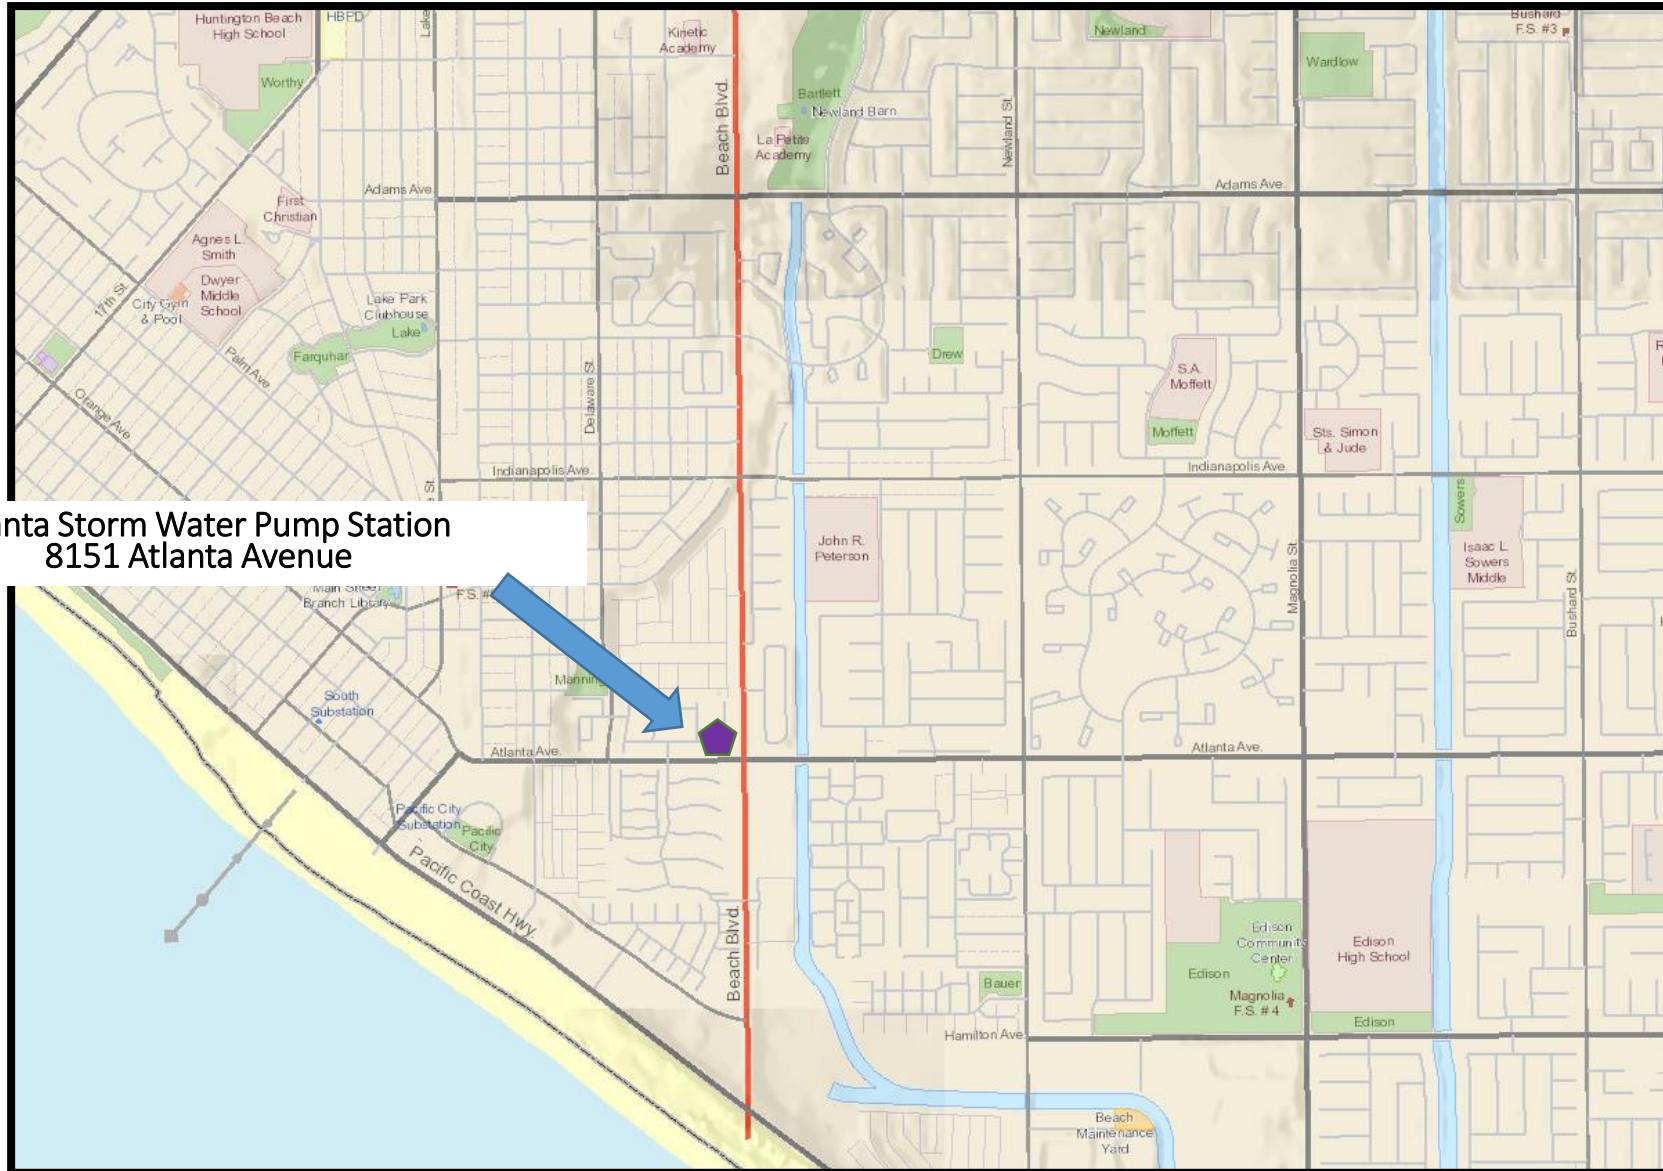 Huntington Beach
High School
HBPD
Lake
Worthy
Kinetic
Academy
Beach Blvd.
Bartlett
Newland Barn
La Petite
Academy
Newland
Newland St.
Wardlow
Bushard
F.S. #3
Adams Ave.
Adams Ave.
First
Christian
Agnes L.
Smith
Dwyer
Middle
School
17th St.
City Gym
& Pool
Lake Park
Clubhouse
Lake
Farquhar
Palm Ave.
Orange Ave.
Delaware St.
Drew
S.A.
Moffett
Moffett
Sts. Simon
& Jude
Indianapolis Ave.
Indianapolis Ave.
St.
nta Storm Water Pump Station
8151 Atlanta Avenue
John R.
Peterson
Magnolia St.
Sowers
Isaac L.
Sowers
Middle
Bushard St.
Main Street
Branch Library
F.S. #
Manning
South
Substation
Atlanta Ave.
Atlanta Ave.
Pacific City
Substation
Pacific
City
Pacific Coast Hwy.
Beach Blvd.
Edison
Community
Center
Edison
Magnolia
F.S. #4
Edison
High School
Edison
Bauer
Hamilton Ave.
Beach
Maintenance
Yard